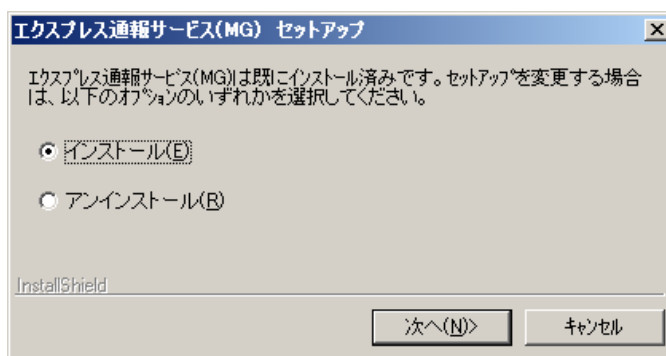 エクスプレス通報サービス(MG) セットアップ
エクスプレス通報サービス(MG)は既にインストール済みです。セットアップを変更する場合
は、以下のオプションのいずれかを選択してください。
インストール(E)
アンインストール(R)
InstallShield
次へ(N)>
キャンセル